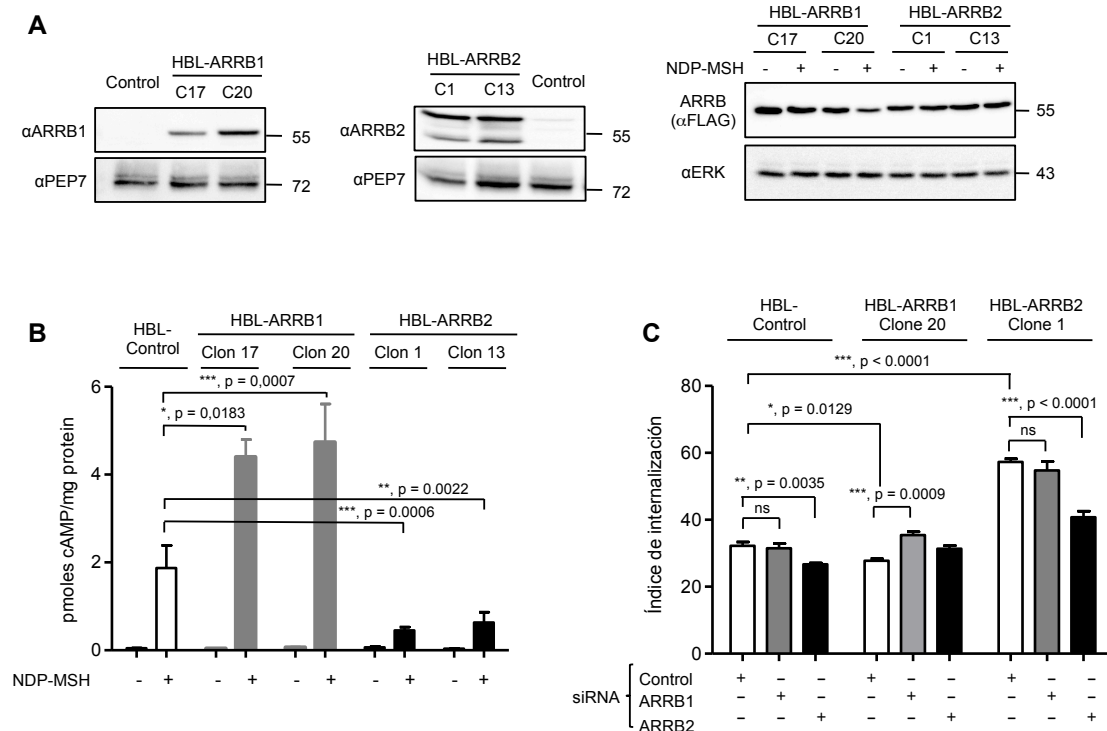 A
Control
HBL-ARRB1
C17 C20
αARRB1
55
αPEP7
72
HBL-ARRB2
C1 C13
Control
αARRB2
55
αPEP7
72
HBL-ARRB1 HBL-ARRB2
C17 C20 C1 C13
NDP-MSH - + - + - + - +
ARRB
(αFLAG)
55
αERK
43
B
HBL-
Control
HBL-ARRB1
HBL-ARRB2
Clon 17 Clon 20 Clon 1 Clon 13
***, p = 0,0007
*, p = 0,0183
**, p = 0.0022
***, p = 0.0006
pmoles cAMP/mg protein
6
4
2
0
NDP-MSH - + - + - + - + - +
C
HBL-
Control
HBL-ARRB1
Clone 20
HBL-ARRB2
Clone 1
***, p < 0.0001
*, p = 0.0129
***, p < 0.0001
ns
**, p = 0.0035
ns
***, p = 0.0009
Índice de internalización
80
60
40
20
0
siRNA
Control + – – + – – + – –
ARRB1 – + – – + – – + –
ARRB2 – – + – – + – – +